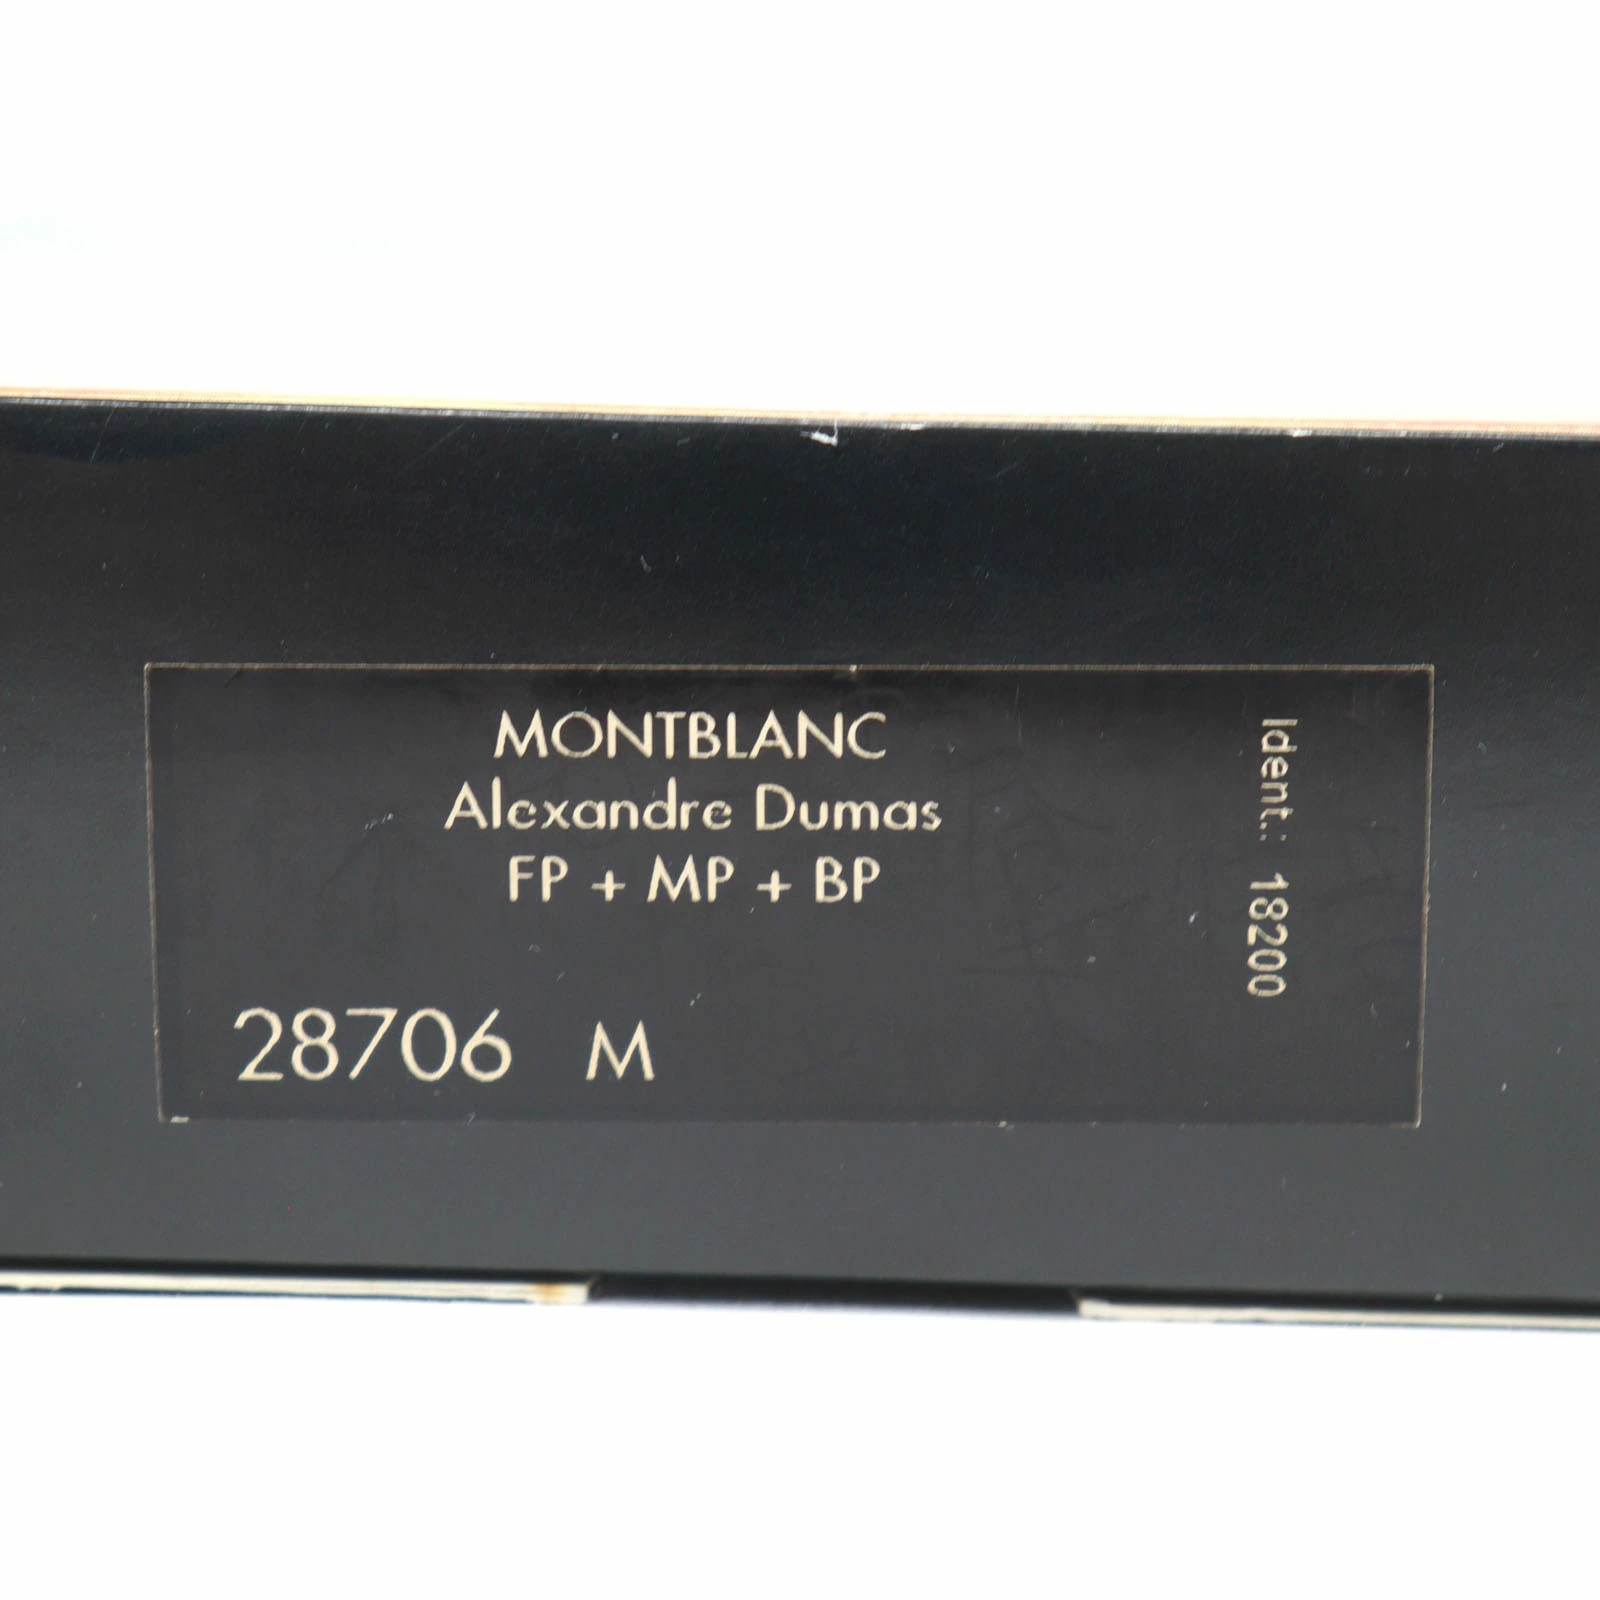 MONTBLANC
Alexandre Dumas
FP + MP + BP
28706 M
Ident.: 18200